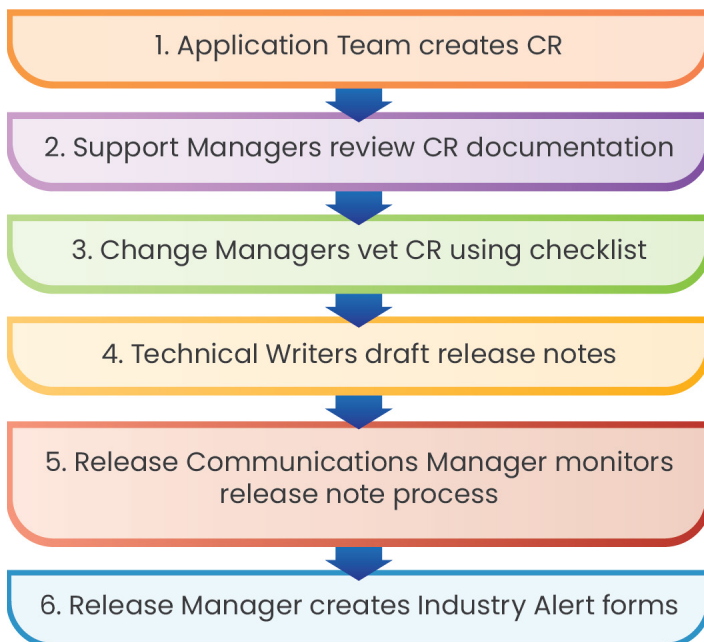 1. Application Team creates CR
2. Support Managers review CR documentation
3. Change Managers vet CR using checklist
4. Technical Writers draft release notes
5. Release Communications Manager monitors
release note process
6. Release Manager creates Industry Alert forms